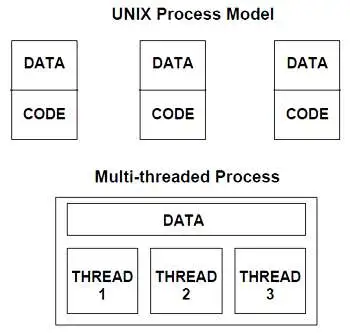 UNIX Process Model
DATA DATA DATA
CODE CODE CODE
Multi-threaded Process
DATA
THREAD THREAD THREAD
1 2 3